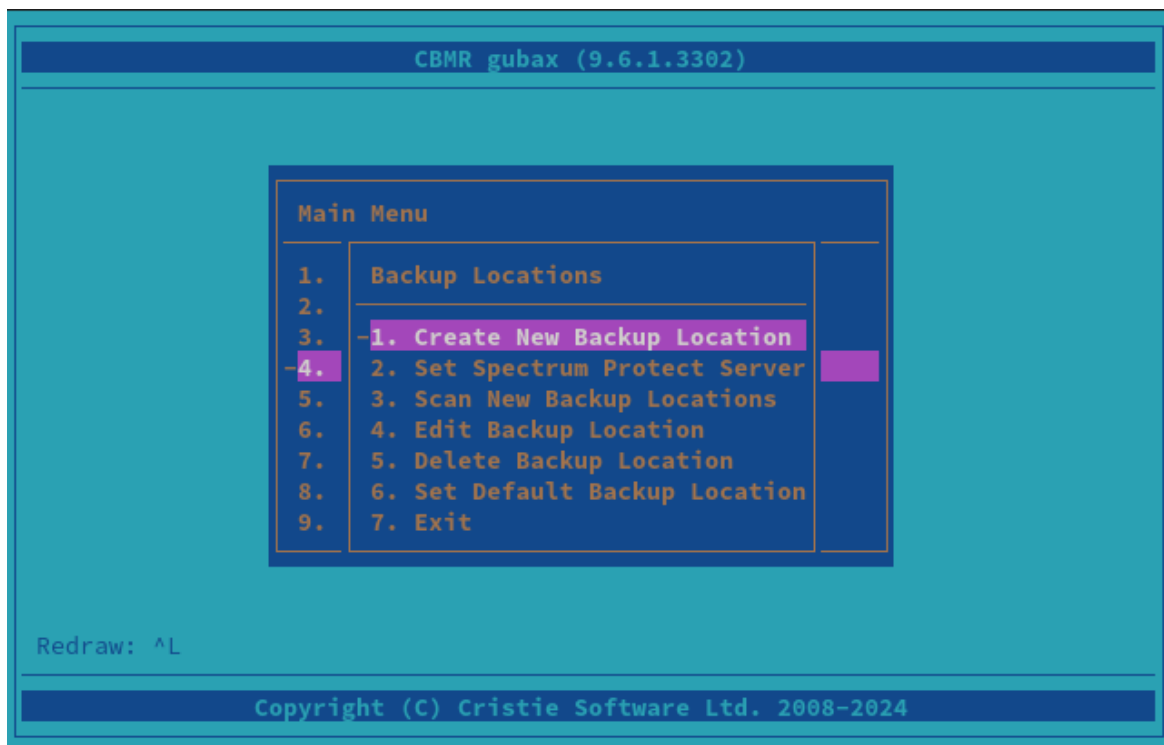 CBMR gubax (9.6.1.3302)
Main Menu
1.
2.
3.
-4.
5.
6.
7.
8.
9.
Backup Locations
-1. Create New Backup Location
2. Set Spectrum Protect Server
3. Scan New Backup Locations
4. Edit Backup Location
5. Delete Backup Location
6. Set Default Backup Location
7. Exit
Redraw: ^L
Copyright (C) Cristie Software Ltd. 2008-2024